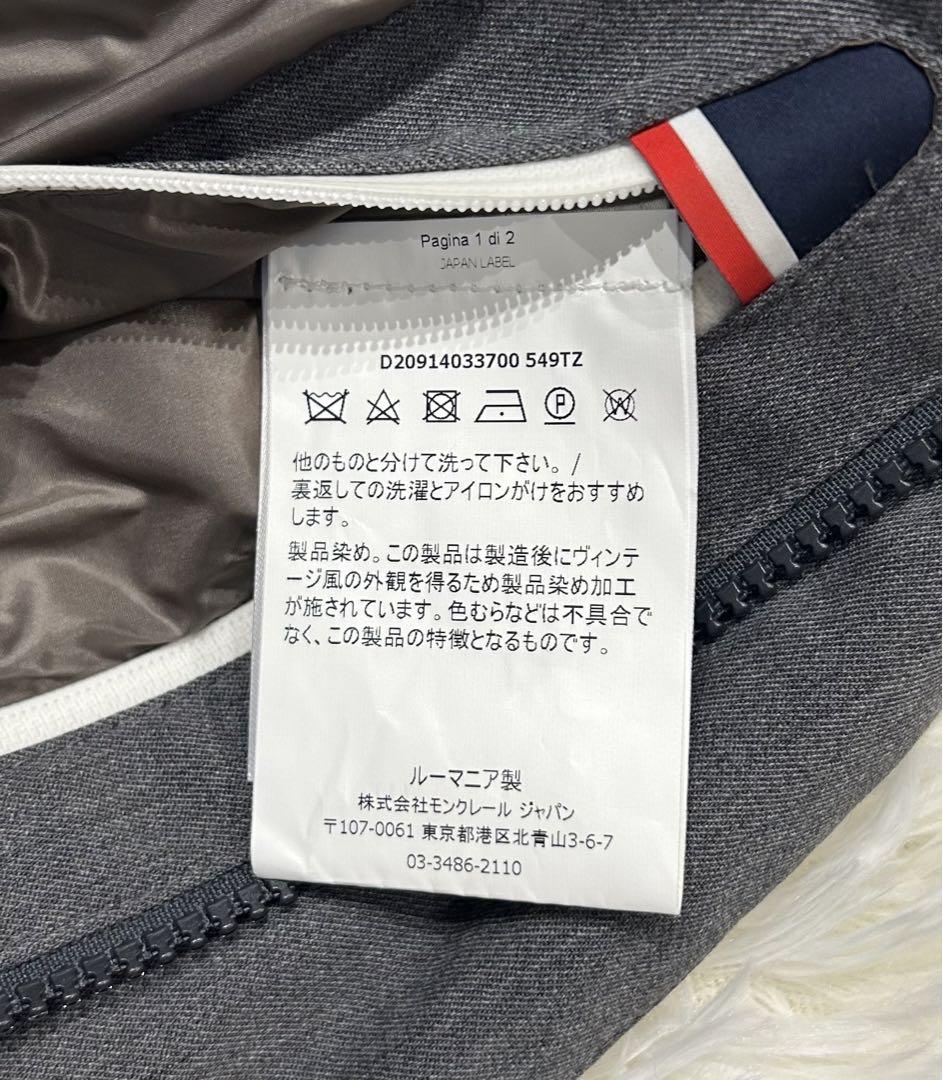 Pagina 1 di 2
JAPAN LABEL
D20914033700 549TZ
P W
他のものと分けて洗って下さい。/
裏返しての洗濯とアイロンがけをおすすめ
します。
製品染め。この製品は製造後にヴィンテ
ージ風の外観を得るため製品染め加工
が施されています。色むらなどは不具合で
なく、この製品の特徴となるものです。
ルーマニア製
株式会社モンクレール ジャパン
〒107-0061 東京都港区北青山3-6-7
03-3486-2110